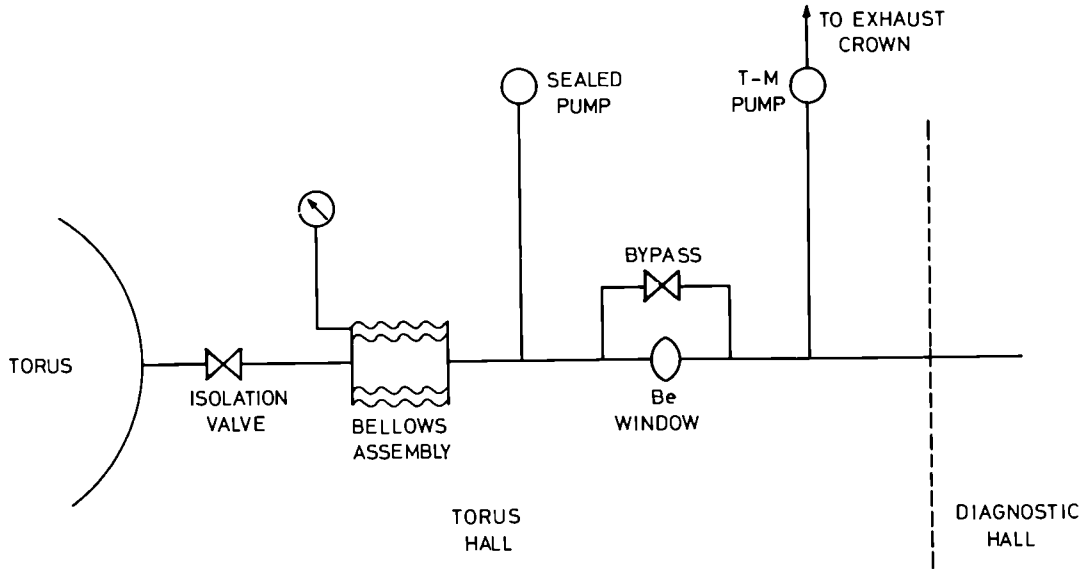 TO EXHAUST
CROWN
SEALED
PUMP
T-M
PUMP
BYPASS
TORUS
ISOLATION
VALVE
BELLOWS
ASSEMBLY
Be
WINDOW
TORUS
HALL
DIAGNOSTIC
HALL